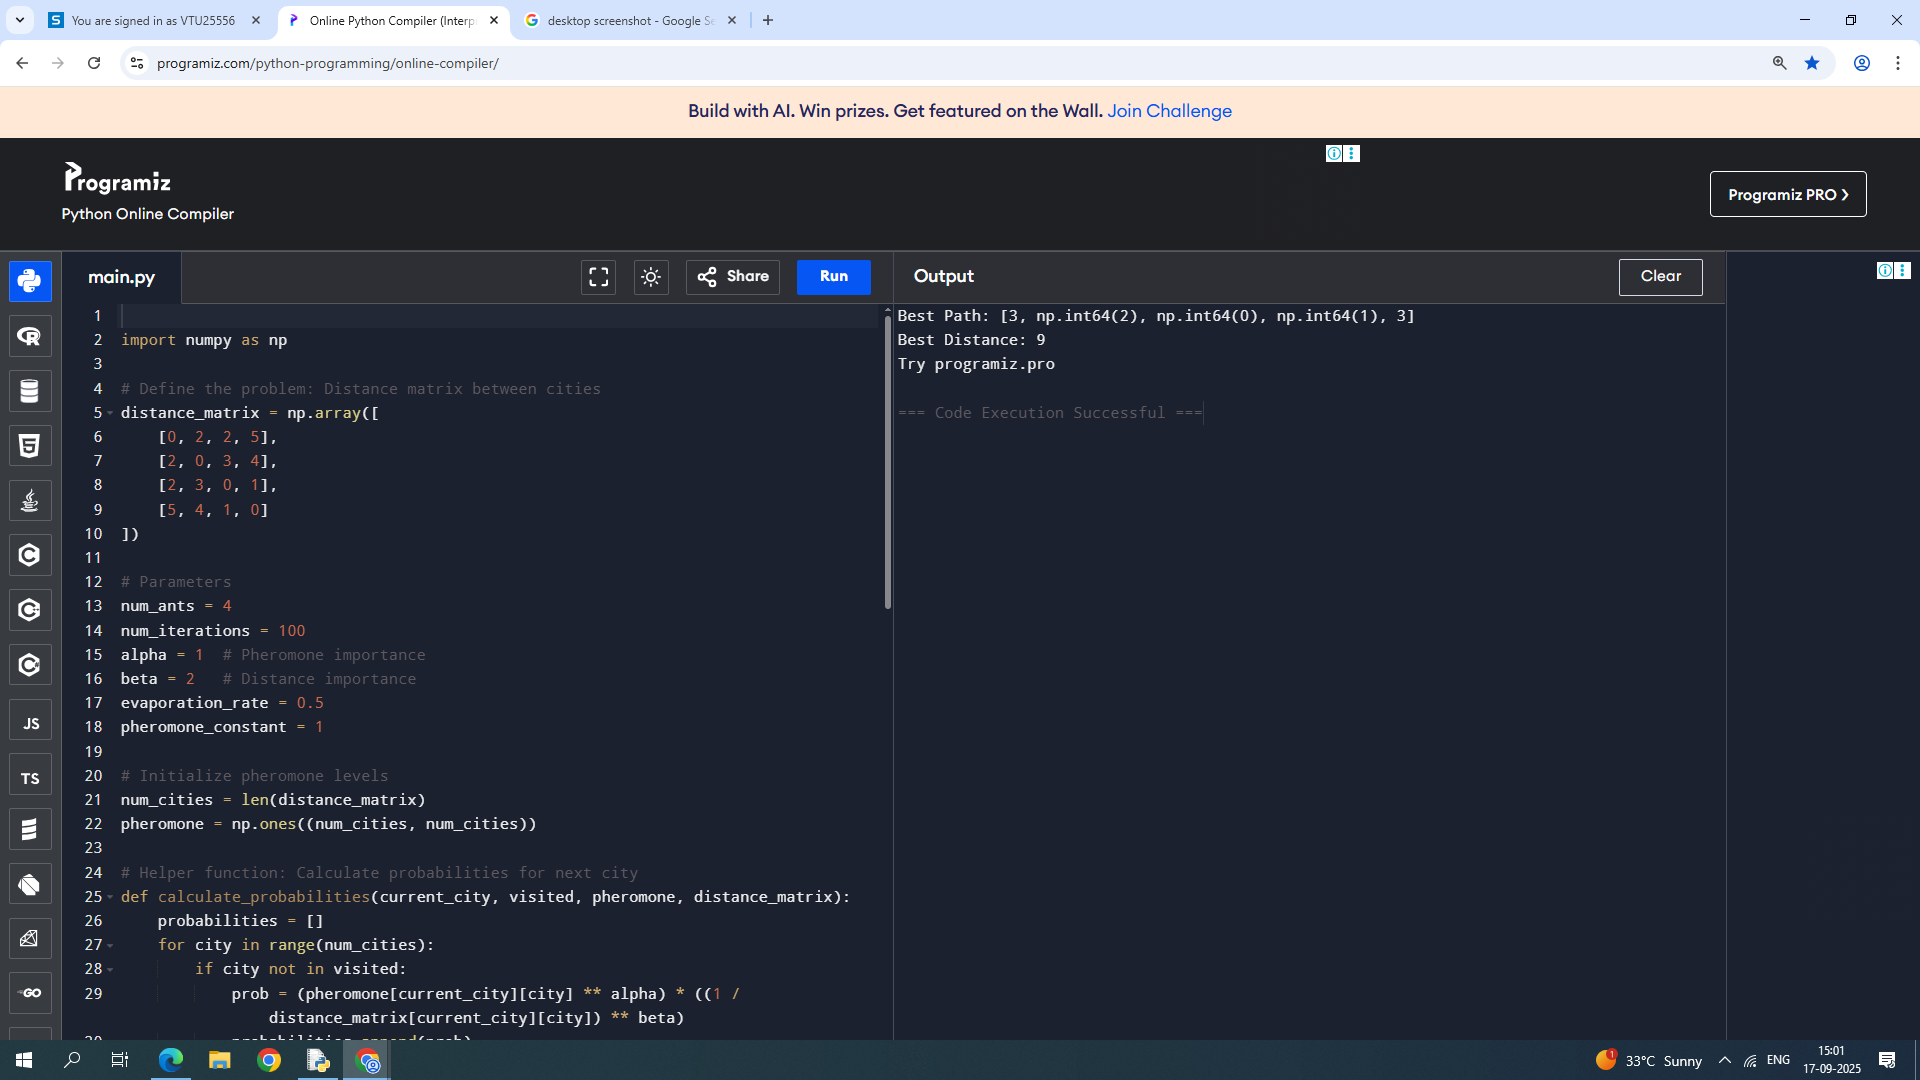 You are signed in as VTU25556
Online Python Compiler (Interp
desktop screenshot - Google Se
programiz.com/python-programming/online-compiler/
Build with AI. Win prizes. Get featured on the Wall. Join Challenge
Programiz
Python Online Compiler
Programiz PRO ›
main.py
Share
Run
Output
Clear
1
2 import numpy as np
3
4 # Define the problem: Distance matrix between cities
5 distance_matrix = np.array([
6     [0, 2, 2, 5],
7     [2, 0, 3, 4],
8     [2, 3, 0, 1],
9     [5, 4, 1, 0]
10 ])
11
12 # Parameters
13 num_ants = 4
14 num_iterations = 100
15 alpha = 1  # Pheromone importance
16 beta = 2   # Distance importance
17 evaporation_rate = 0.5
18 pheromone_constant = 1
19
20 # Initialize pheromone levels
21 num_cities = len(distance_matrix)
22 pheromone = np.ones((num_cities, num_cities))
23
24 # Helper function: Calculate probabilities for next city
25 def calculate_probabilities(current_city, visited, pheromone, distance_matrix):
26     probabilities = []
27     for city in range(num_cities):
28         if city not in visited:
29             prob = (pheromone[current_city][city] ** alpha) * ((1 /
distance_matrix[current_city][city]) ** beta)
30             probabilities.append(prob)
Best Path: [3, np.int64(2), np.int64(0), np.int64(1), 3]
Best Distance: 9
Try programiz.pro
=== Code Execution Successful ===
JS
TS
GO
1
33°C Sunny
ENG
15:01
17-09-2025